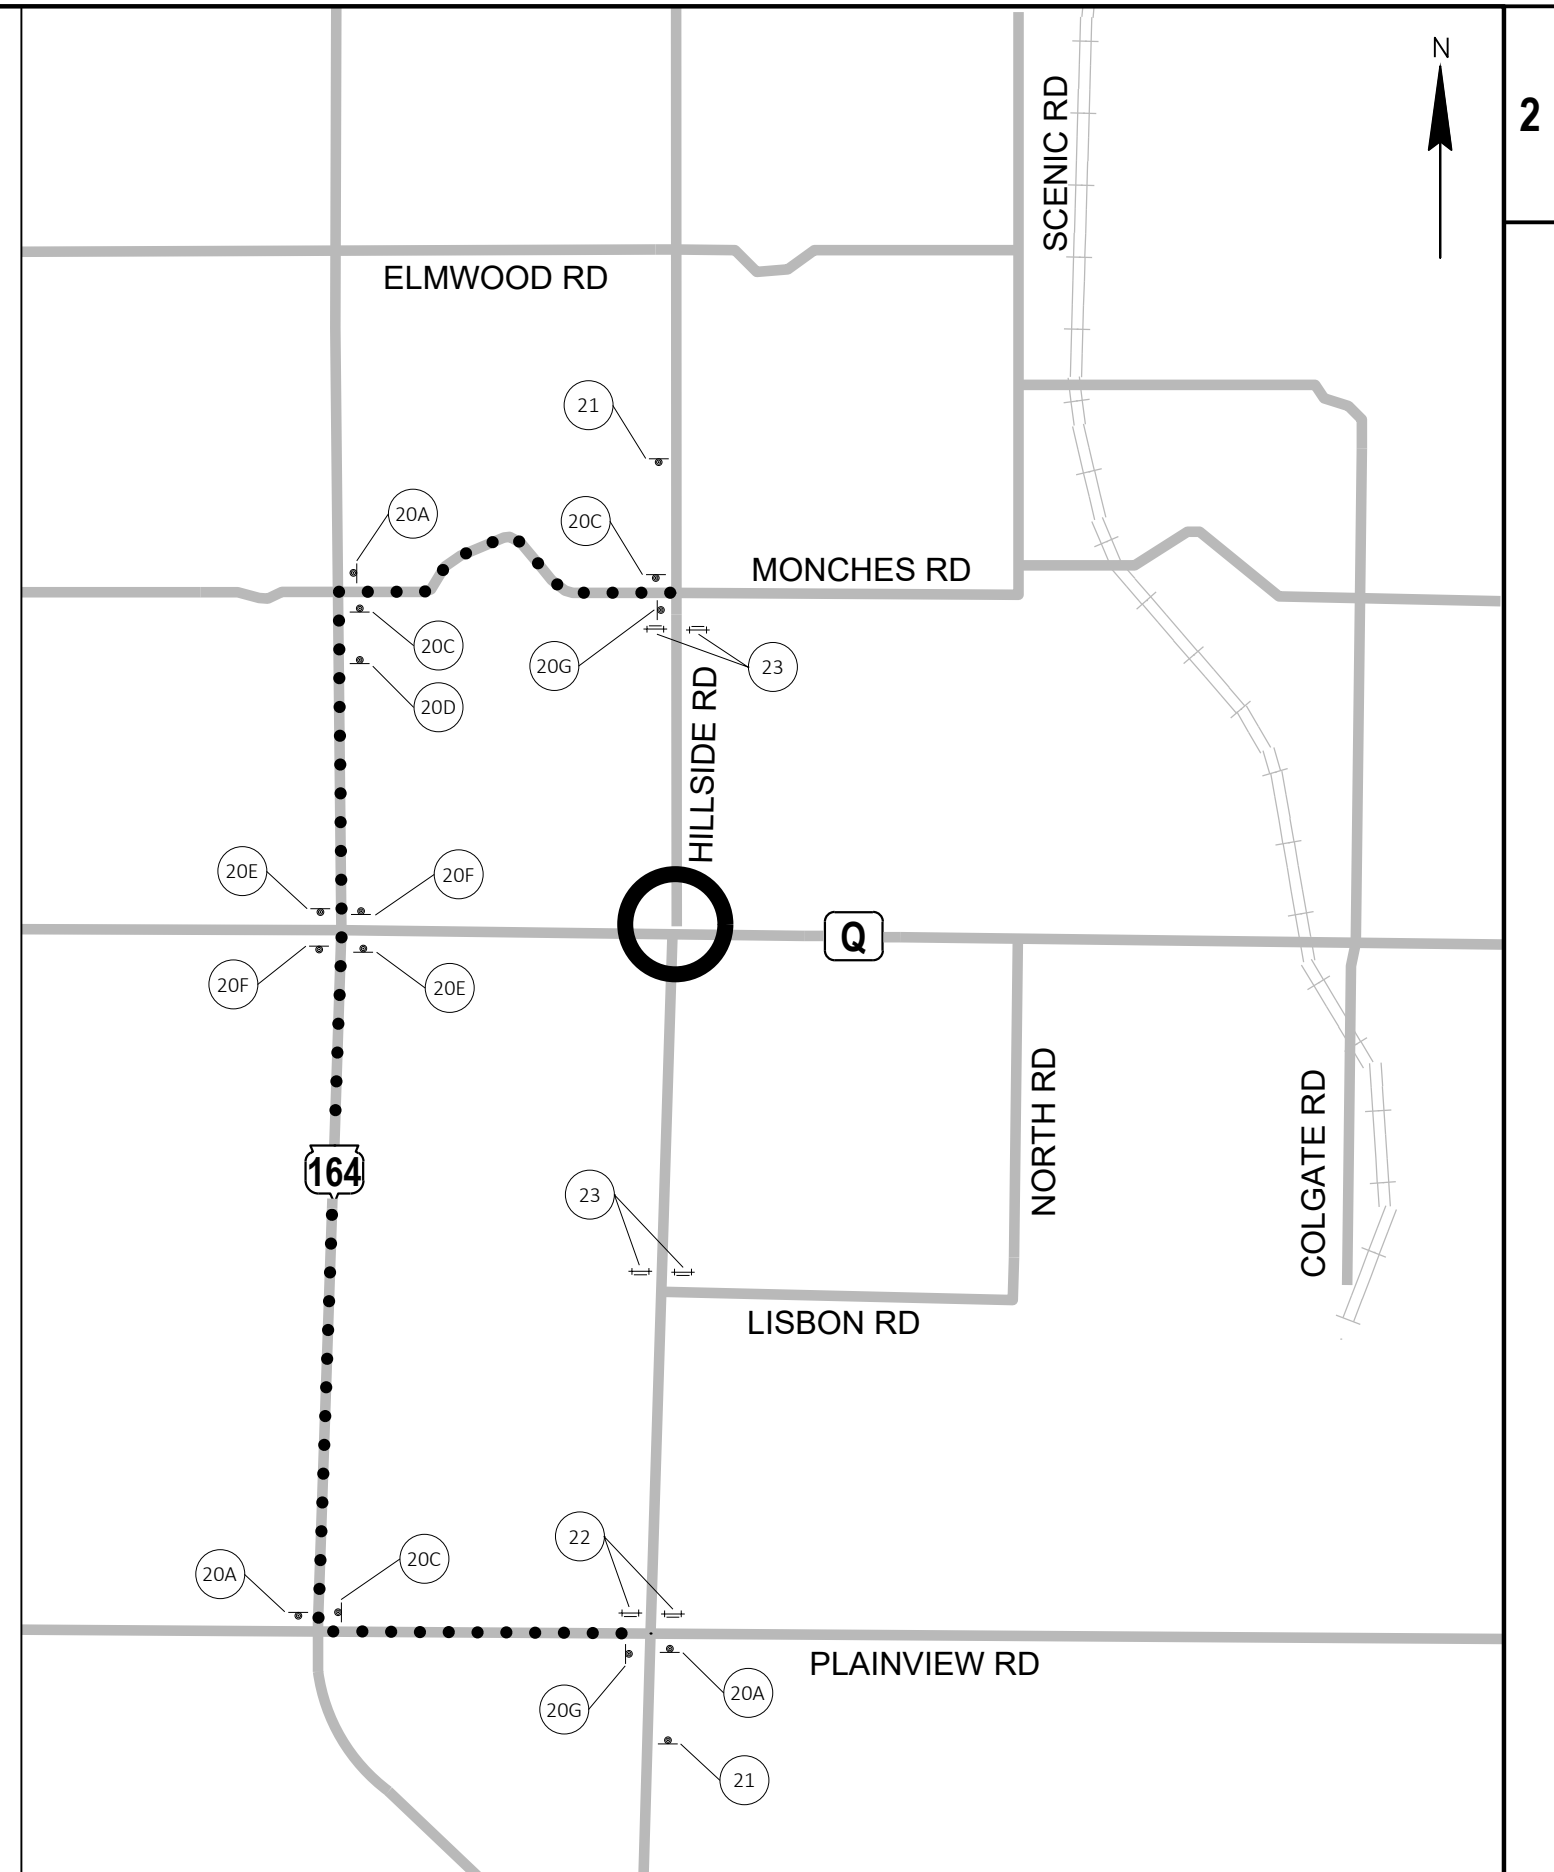 N
2
SCENIC RD
ELMWOOD RD
21
20A
20C
MONCHES RD
20C
20G
23
20D
HILLSIDE RD
20E
20F
Q
20F
20E
NORTH RD
COLGATE RD
164
23
LISBON RD
22
20C
20A
PLAINVIEW RD
20A
20G
21